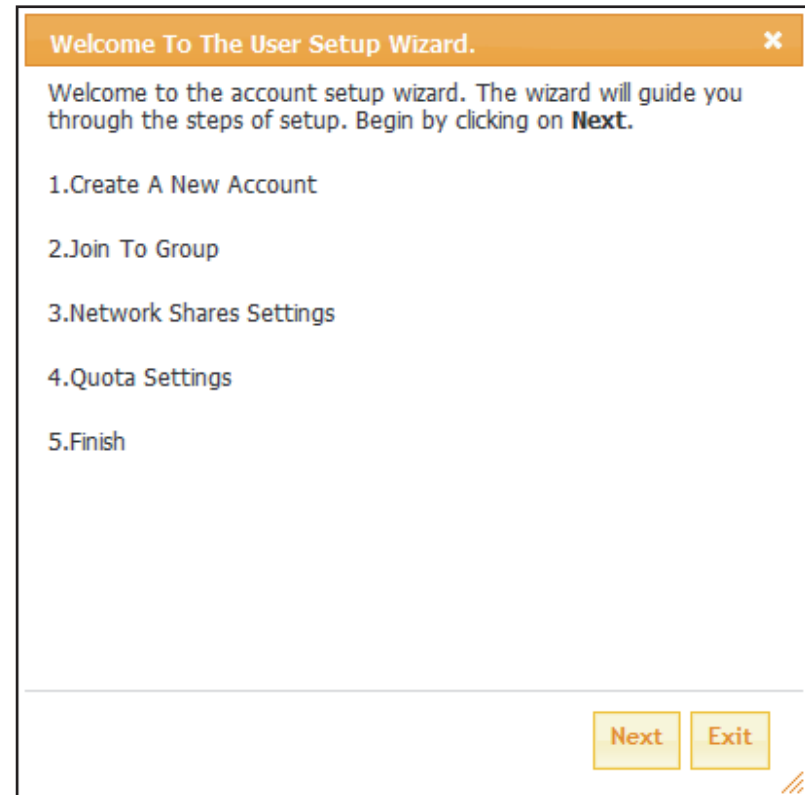 Welcome To The User Setup Wizard.
Welcome to the account setup wizard. The wizard will guide you
through the steps of setup. Begin by clicking on Next.
1.Create A New Account
2.Join To Group
3.Network Shares Settings
4.Quota Settings
5.Finish
Next Exit